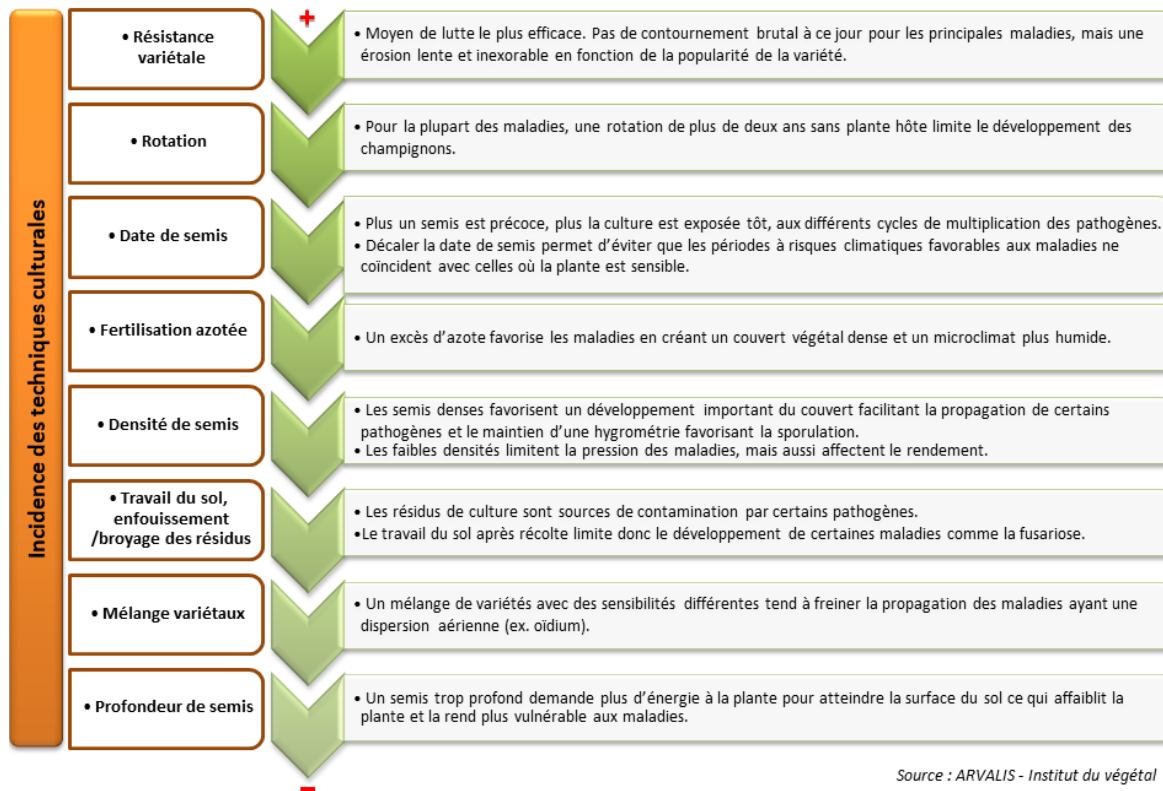 Incidence des techniques culturales
+
• Résistance
variétale
• Moyen de lutte le plus efficace. Pas de contournement brutal à ce jour pour les principales maladies, mais une
érosion lente et inexorable en fonction de la popularité de la variété.
• Rotation
• Pour la plupart des maladies, une rotation de plus de deux ans sans plante hôte limite le développement des
champignons.
• Date de semis
• Plus un semis est précoce, plus la culture est exposée tôt, aux différents cycles de multiplication des pathogènes.
• Décaler la date de semis permet d’éviter que les périodes à risques climatiques favorables aux maladies ne
coïncident avec celles où la plante est sensible.
• Fertilisation azotée
• Un excès d’azote favorise les maladies en créant un couvert végétal dense et un microclimat plus humide.
• Densité de semis
• Les semis denses favorisent un développement important du couvert facilitant la propagation de certains
pathogènes et le maintien d’une hygrométrie favorisant la sporulation.
• Les faibles densités limitent la pression des maladies, mais aussi affectent le rendement.
• Travail du sol,
enfouissement
/broyage des résidus
• Les résidus de culture sont sources de contamination par certains pathogènes.
•Le travail du sol après récolte limite donc le développement de certaines maladies comme la fusariose.
• Mélange variétaux
• Un mélange de variétés avec des sensibilités différentes tend à freiner la propagation des maladies ayant une
dispersion aérienne (ex. oïdium).
• Profondeur de semis
• Un semis trop profond demande plus d’énergie à la plante pour atteindre la surface du sol ce qui affaiblit la
plante et la rend plus vulnérable aux maladies.
–
Source : ARVALIS - Institut du végétal